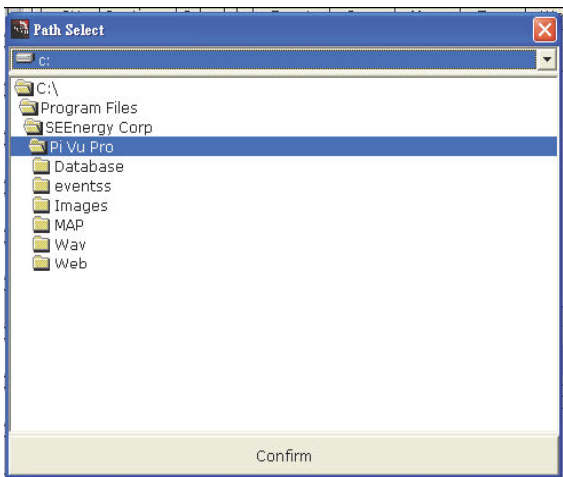 Path Select
c:
C:\
Program Files
SEEnergy Corp
Pi Vu Pro
Database
eventss
Images
MAP
Wav
Web
Confirm